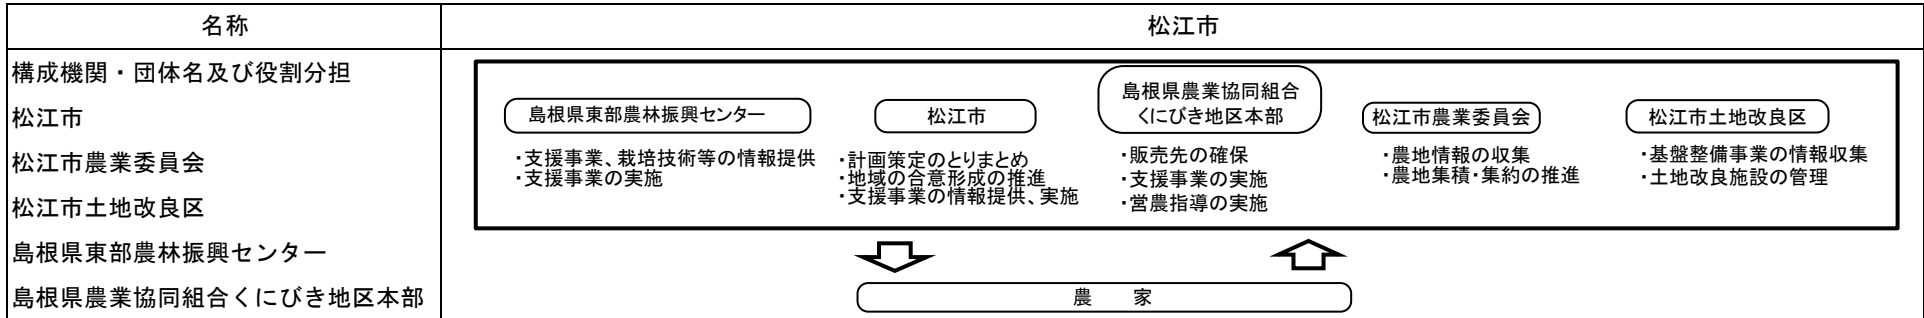 名称
松江市
構成機関・団体名及び役割分担
松江市
松江市農業委員会
松江市土地改良区
島根県東部農林振興センター
島根県農業協同組合くにびき地区本部
島根県東部農林振興センター
・支援事業、栽培技術等の情報提供
・支援事業の実施
松江市
・計画策定のとりまとめ
・地域の合意形成の推進
・支援事業の情報提供、実施
島根県農業協同組合
くにびき地区本部
・販売先の確保
・支援事業の実施
・営農指導の実施
松江市農業委員会
・農地情報の収集
・農地集積・集約の推進
松江市土地改良区
・基盤整備事業の情報収集
・土地改良施設の管理
農　家